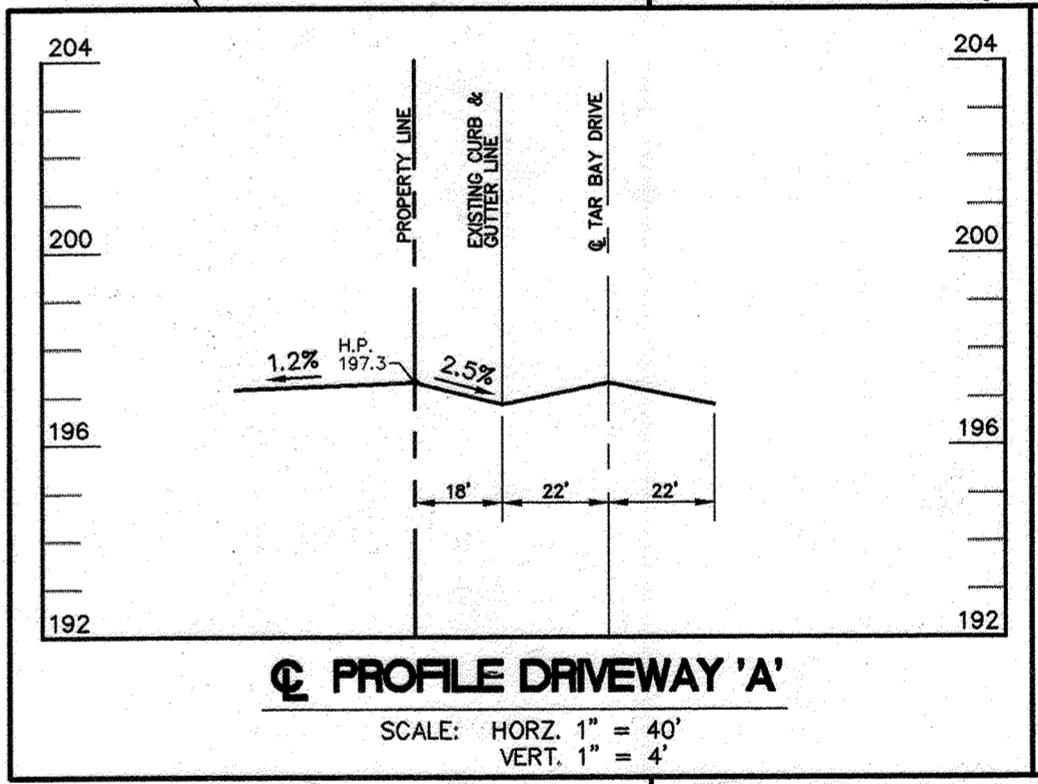 204
204
PROPERTY LINE
EXISTING CURB &
GUTTER LINE
℄ TAR BAY DRIVE
200
200
1.2%
H.P.
197.3
2.5%
196
196
18'
22'
22'
192
192
℄ PROFILE DRIVEWAY 'A'
SCALE: HORZ. 1" = 40'
VERT. 1" = 4'